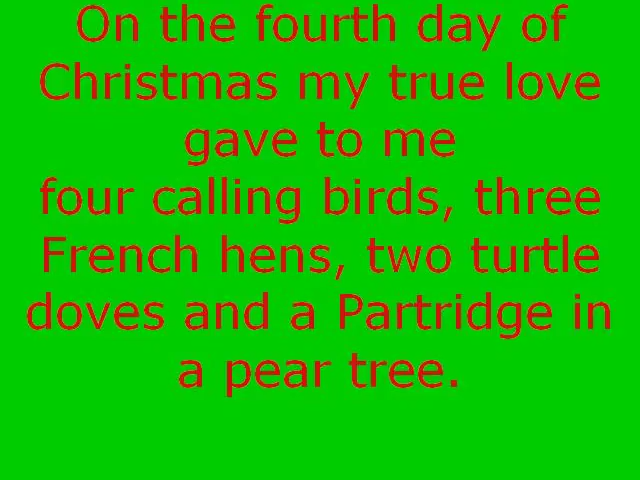 On the fourth day of
Christmas my true love
gave to me
four calling birds, three
French hens, two turtle
doves and a Partridge in
a pear tree.